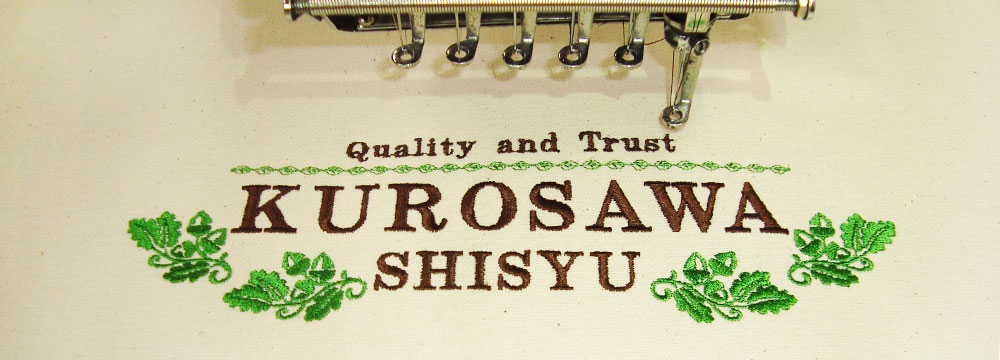 Quality and Trust
KUROSAWA
SHISYU